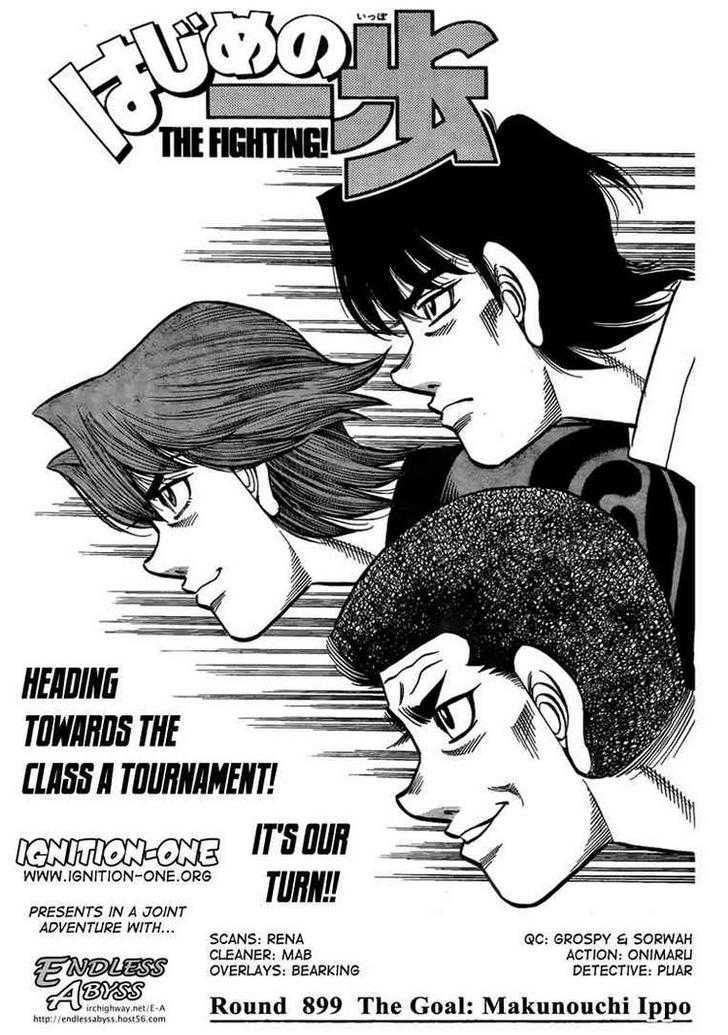 はじめの一歩
いっぽ
THE FIGHTING!
HEADING
TOWARDS THE
CLASS A TOURNAMENT!
IT'S OUR
TURN!!
IGNITION-ONE
WWW.IGNITION-ONE.ORG
PRESENTS IN A JOINT
ADVENTURE WITH...
ENDLESS
ABYSS
irchighway.net/E-A
http://endlessabyss.host56.com
SCANS: RENA
CLEANER: MAB
OVERLAYS: BEARKING
QC: GROSPY & SORWAH
ACTION: ONIMARU
DETECTIVE: PUAR
Round 899 The Goal: Makunouchi Ippo